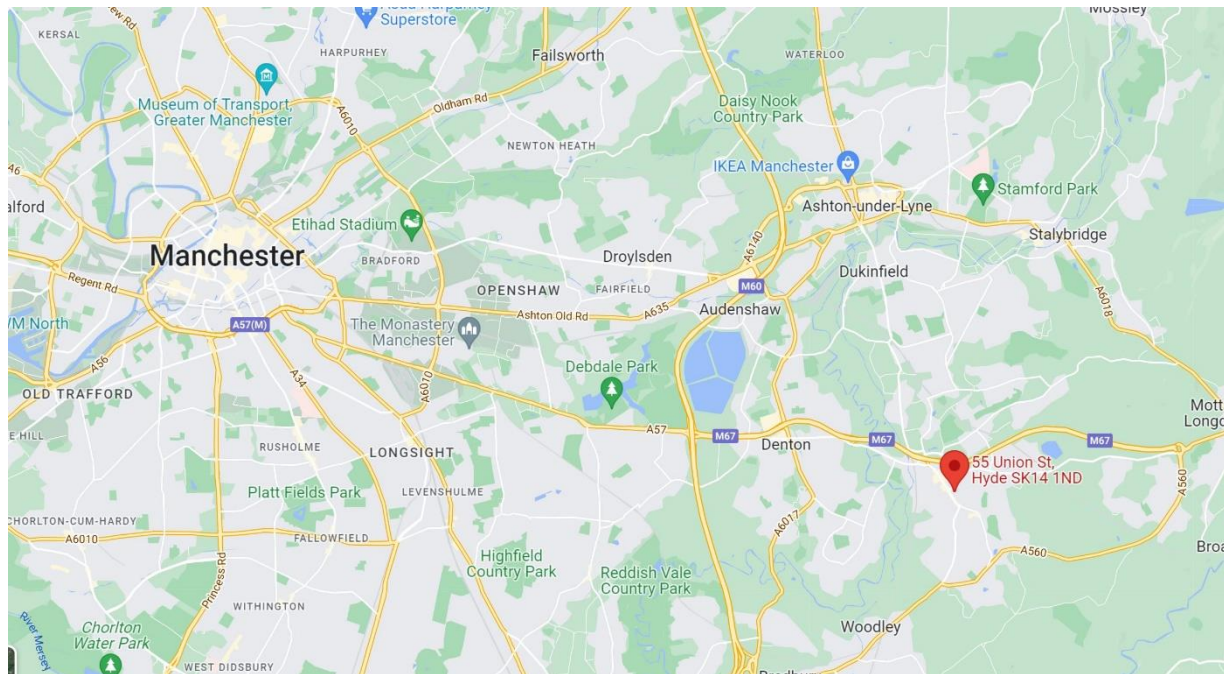 Asda Harpurhey
Superstore
Mossley
KERSAL
HARPURHEY
Failsworth
WATERLOO
Museum of Transport,
Greater Manchester
A6010
Oldham Rd
Daisy Nook
Country Park
NEWTON HEATH
IKEA Manchester
Stamford Park
A6
alford
Ashton-under-Lyne
Etihad Stadium
Stalybridge
Manchester
BRADFORD
Droylsden
A6140
Dukinfield
Regent Rd
OPENSHAW
FAIRFIELD
M60
A6018
WM North
A57(M)
Ashton Old Rd
A635
Audenshaw
The Monastery
Manchester
A56
A34
A6010
Debdale Park
OLD TRAFFORD
Mott
Longd
E HILL
A57
M67
Denton
M67
M67
RUSHOLME
LONGSIGHT
55 Union St,
Hyde SK14 1ND
Platt Fields Park
LEVENSHULME
A560
CHORLTON-CUM-HARDY
A6017
A6010
FALLOWFIELD
Highfield
Country Park
A560
Broa
Princess Rd
Reddish Vale
Country Park
WITHINGTON
Woodley
River Mersey
Chorlton
Water Park
WEST DIDSBURY